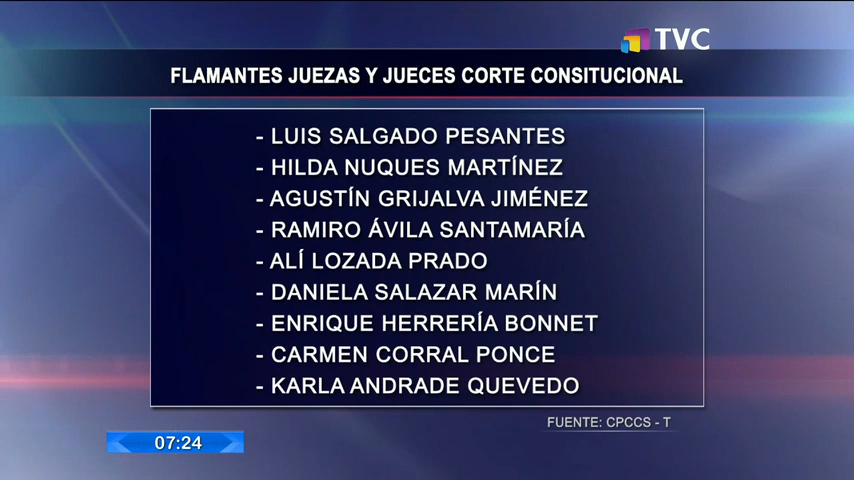 TVC
FLAMANTES JUEZAS Y JUECES CORTE CONSITUCIONAL
- LUIS SALGADO PESANTES
- HILDA NUQUES MARTÍNEZ
- AGUSTÍN GRIJALVA JIMÉNEZ
- RAMIRO ÁVILA SANTAMARÍA
- ALÍ LOZADA PRADO
- DANIELA SALAZAR MARÍN
- ENRIQUE HERRERÍA BONNET
- CARMEN CORRAL PONCE
- KARLA ANDRADE QUEVEDO
FUENTE: CPCCS - T
07:24